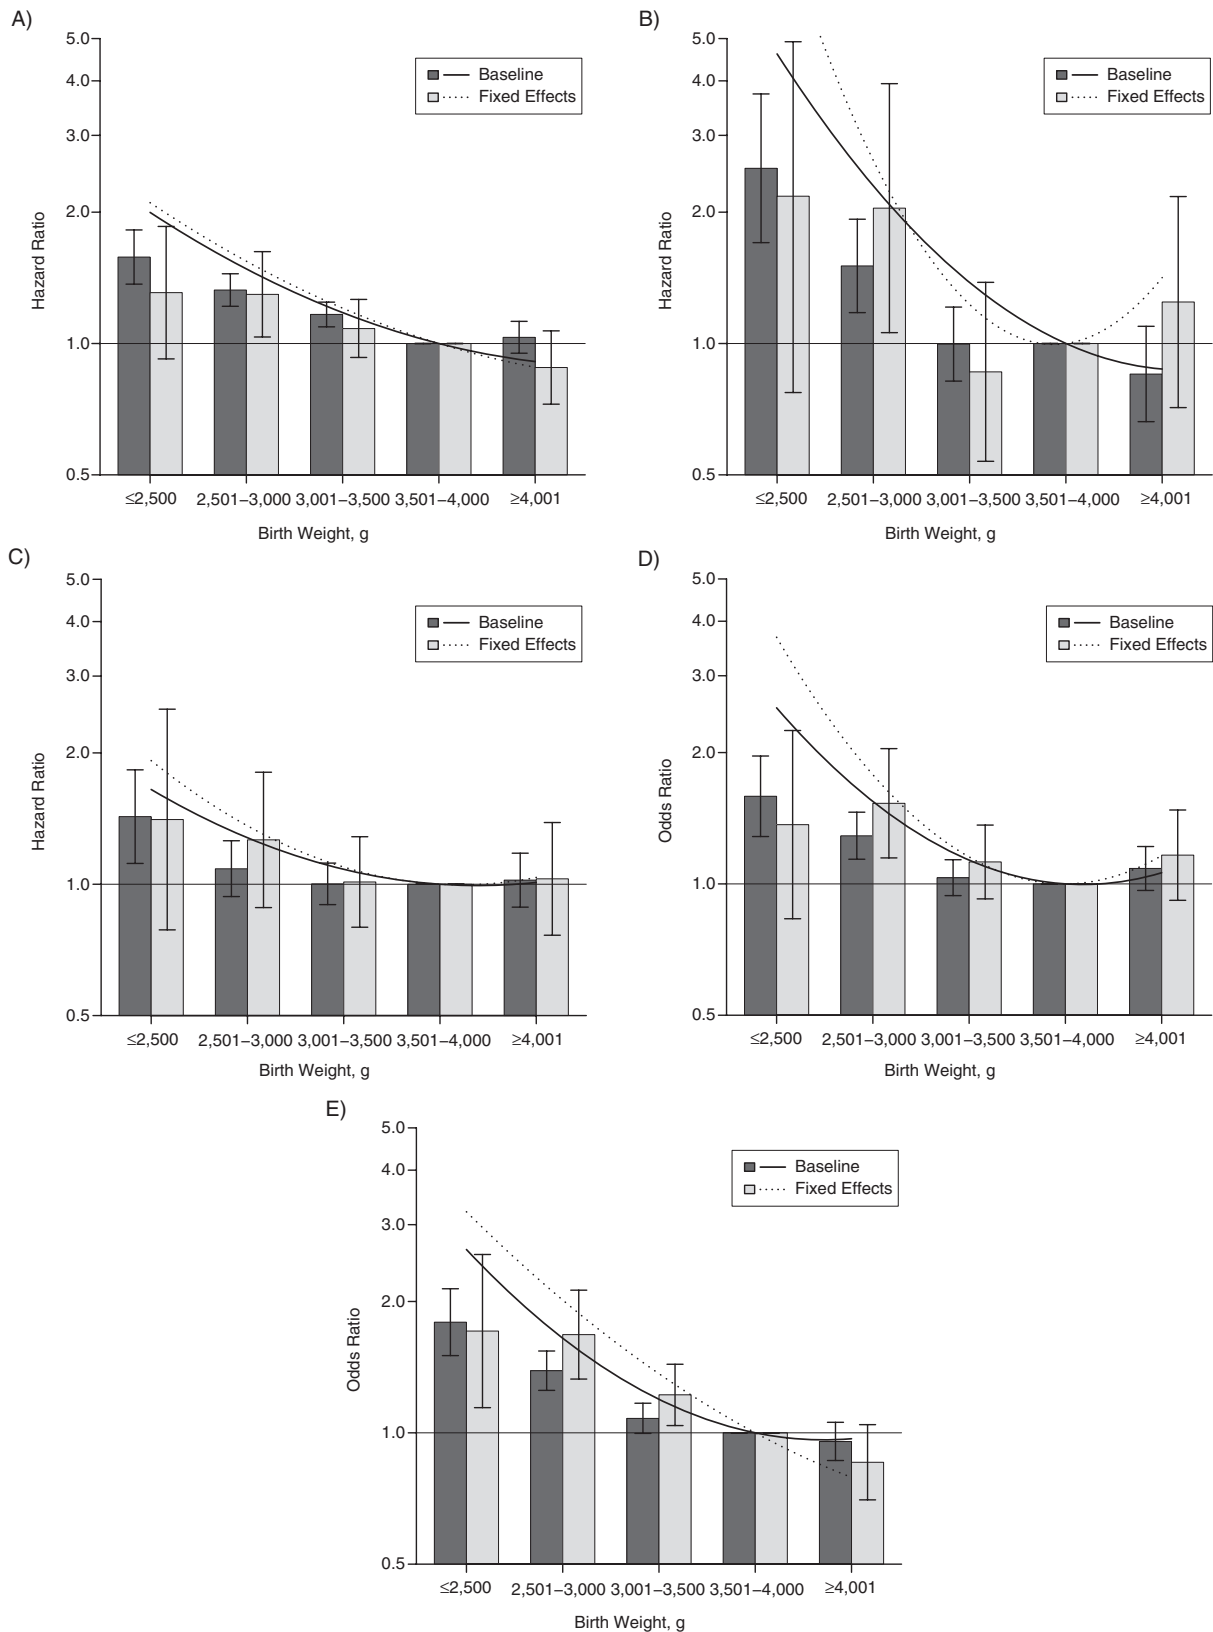 A)
5.0
4.0
3.0
2.0
1.0
0.5
Hazard Ratio
Baseline
Fixed Effects
≤2,500 2,501–3,000 3,001–3,500 3,501–4,000 ≥4,001
Birth Weight, g
B)
5.0
4.0
3.0
2.0
1.0
0.5
Hazard Ratio
Baseline
Fixed Effects
≤2,500 2,501–3,000 3,001–3,500 3,501–4,000 ≥4,001
Birth Weight, g
C)
5.0
4.0
3.0
2.0
1.0
0.5
Hazard Ratio
Baseline
Fixed Effects
≤2,500 2,501–3,000 3,001–3,500 3,501–4,000 ≥4,001
Birth Weight, g
D)
5.0
4.0
3.0
2.0
1.0
0.5
Odds Ratio
Baseline
Fixed Effects
≤2,500 2,501–3,000 3,001–3,500 3,501–4,000 ≥4,001
Birth Weight, g
E)
5.0
4.0
3.0
2.0
1.0
0.5
Odds Ratio
Baseline
Fixed Effects
≤2,500 2,501–3,000 3,001–3,500 3,501–4,000 ≥4,001
Birth Weight, g